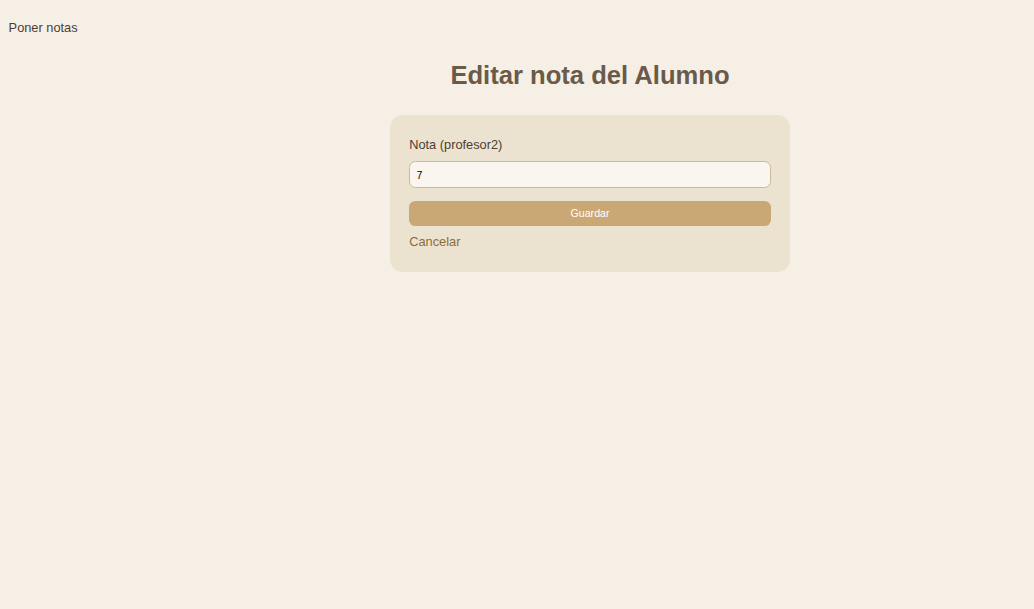 Poner notas
Editar nota del Alumno
Nota (profesor2)
7
Guardar
Cancelar